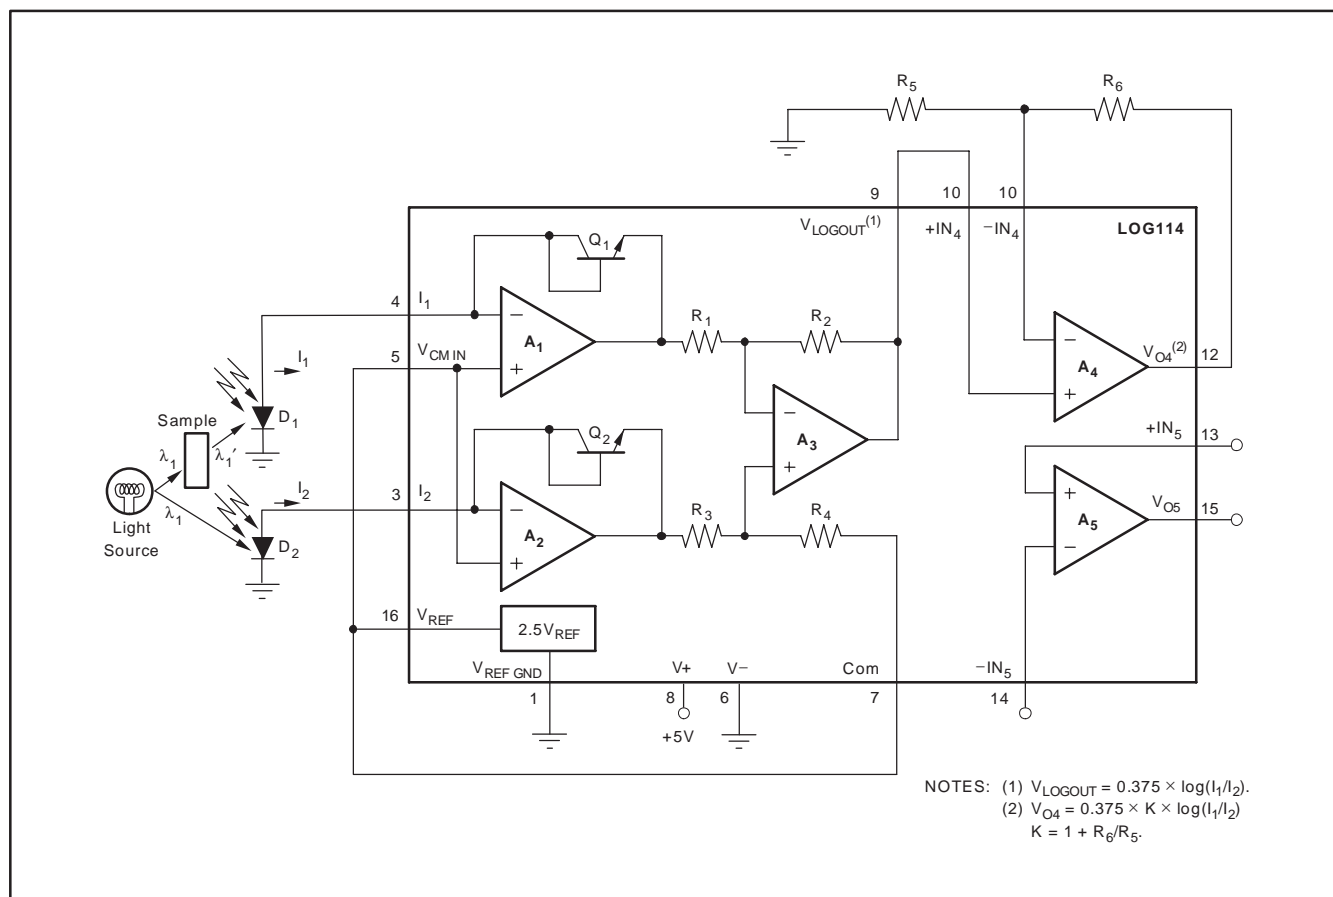 R5
R6
9
10
10
VLOGOUT(1)
+IN4
−IN4
LOG114
Q1
4
I1
R1
R2
A1
5
VCM IN
I1
VO4(2)
12
A4
Sample
D1
A3
+IN5
13
λ1
λ1′
Q2
3
I2
I2
R3
R4
VO5
15
λ1
A2
A5
Light
Source
D2
16
VREF
2.5VREF
VREF GND
V+
V−
Com
−IN5
1
8
6
7
14
+5V
NOTES: (1) VLOGOUT = 0.375 × log(I1/I2).
(2) VO4 = 0.375 × K × log(I1/I2)
K = 1 + R6/R5.